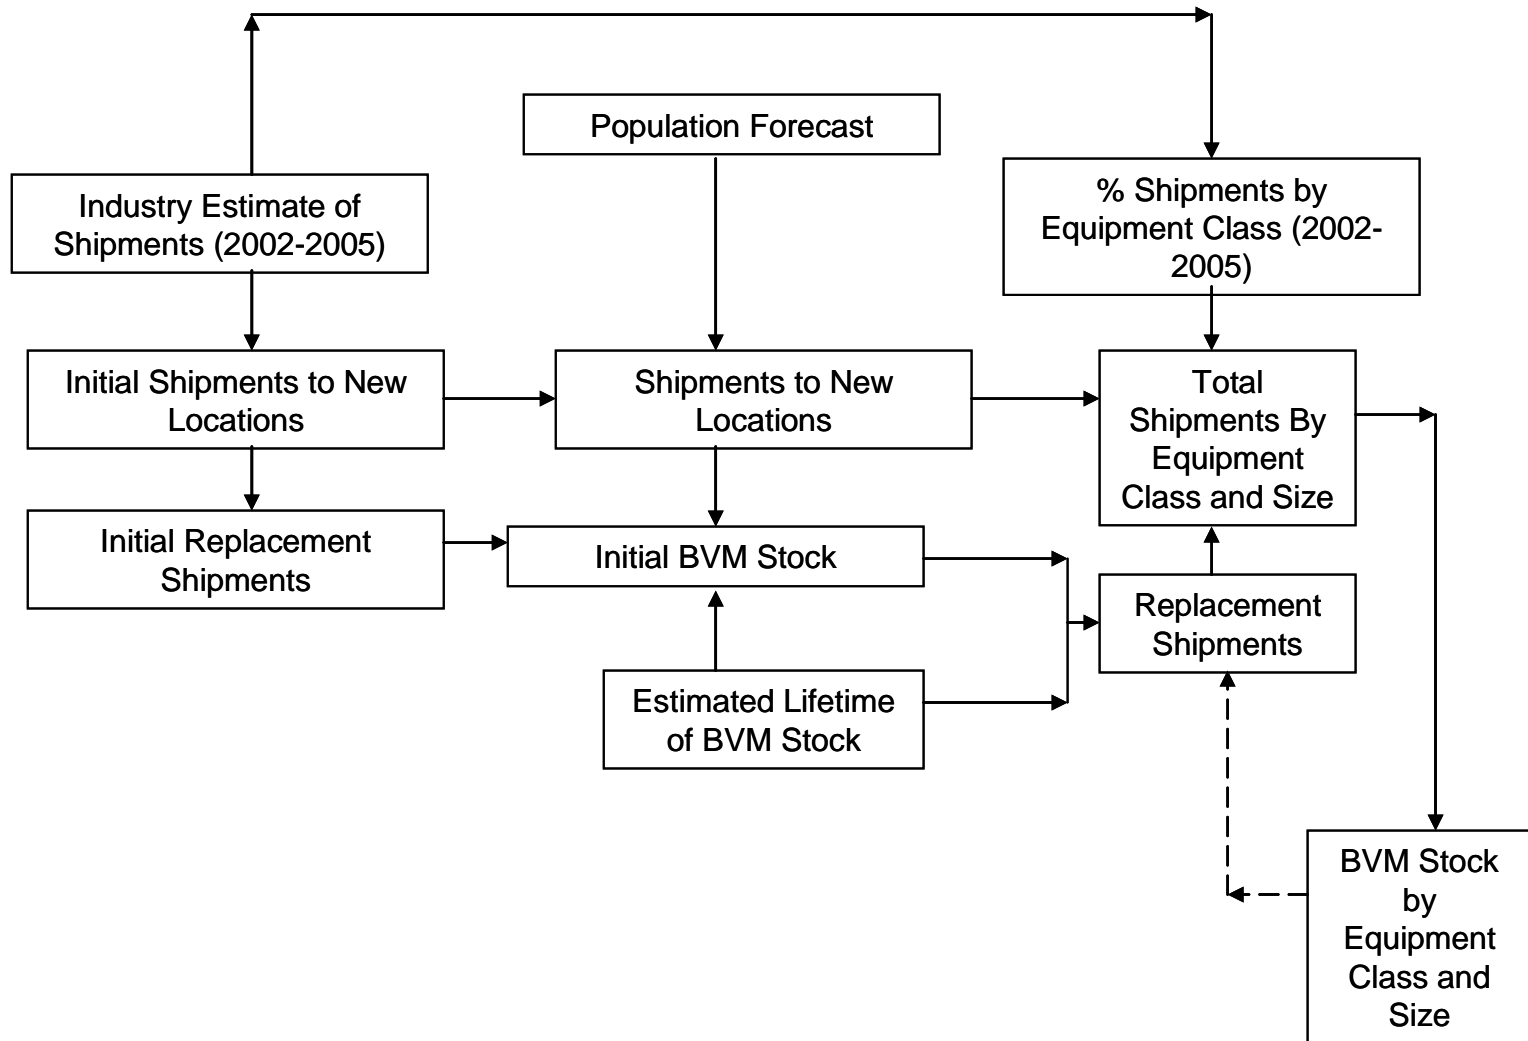 Population Forecast
Industry Estimate of
Shipments (2002-2005)
% Shipments by
Equipment Class (2002-
2005)
Initial Shipments to New
Locations
Shipments to New
Locations
Total
Shipments By
Equipment
Class and Size
Initial Replacement
Shipments
Initial BVM Stock
Replacement
Shipments
Estimated Lifetime
of BVM Stock
BVM Stock
by
Equipment
Class and
Size